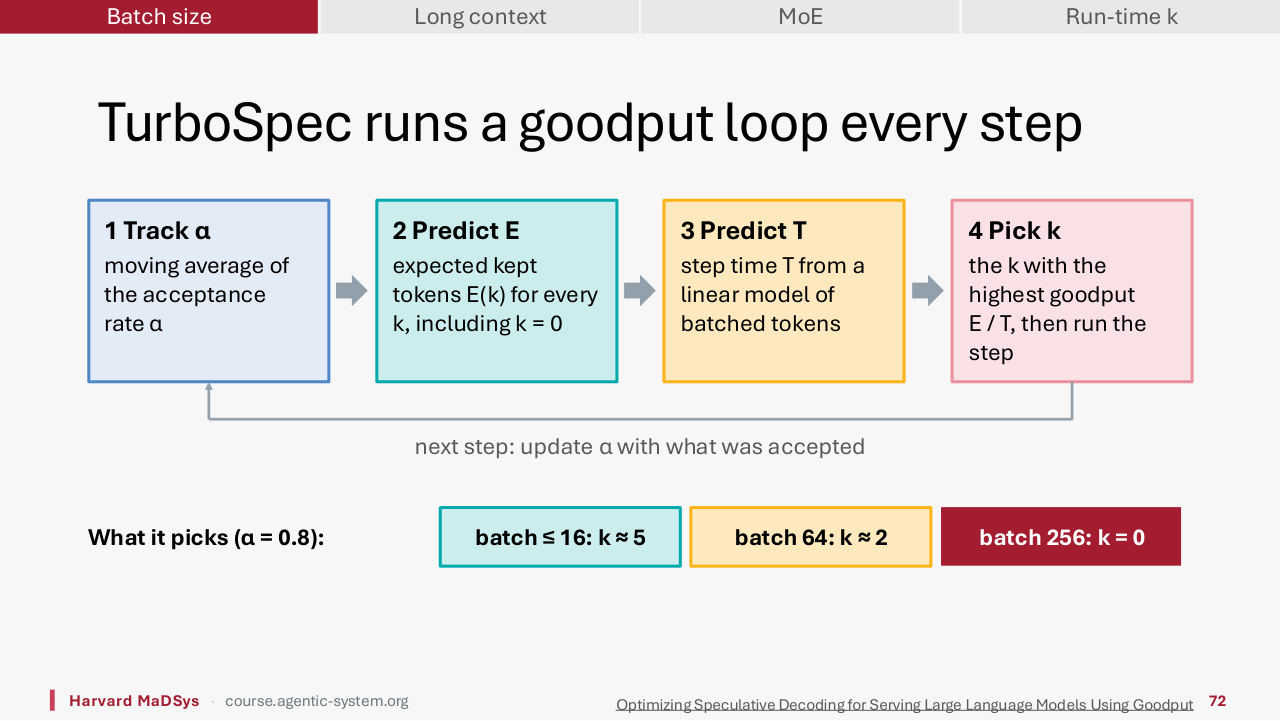 Batch size
Long context
MoE
Run-time k
TurboSpec runs a goodput loop every step
1 Track α
moving average of
the acceptance
rate α
2 Predict E
expected kept
tokens E(k) for every
k, including k = 0
3 Predict T
step time T from a
linear model of
batched tokens
4 Pick k
the k with the
highest goodput
E / T, then run the
step
next step: update α with what was accepted
What it picks (α = 0.8):
batch ≤ 16: k ≈ 5
batch 64: k ≈ 2
batch 256: k = 0
Harvard MaDSys · course.agentic-system.org
Optimizing Speculative Decoding for Serving Large Language Models Using Goodput
72